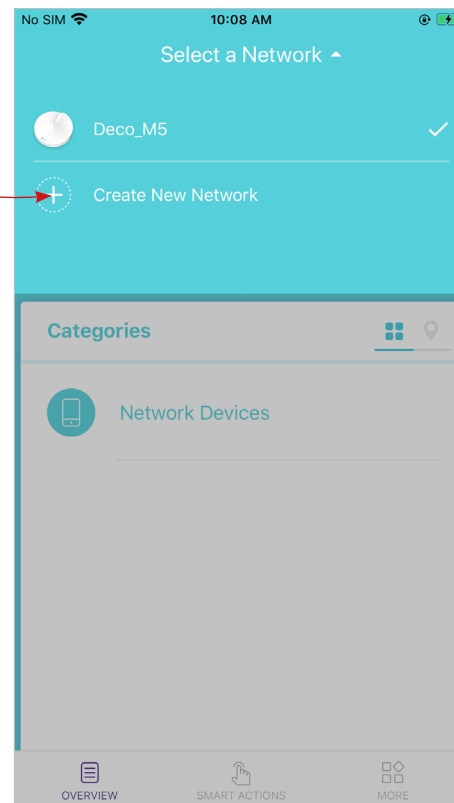 No SIM 10:08 AM
Select a Network
Deco_M5
Create New Network
Categories
Network Devices
OVERVIEW SMART ACTIONS MORE